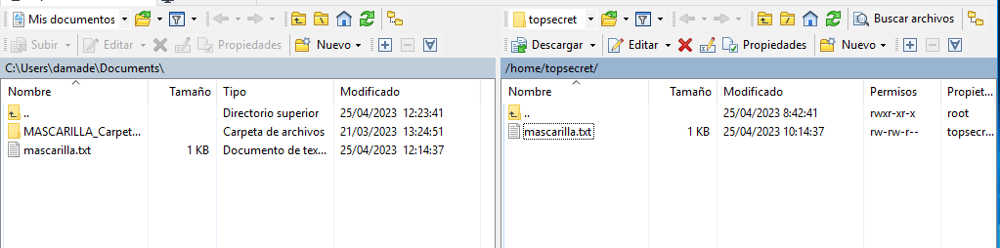 Mis documentos topsecret Buscar archivos
Subir Editar Propiedades Nuevo Descargar Editar Propiedades Nuevo
C:\Users\damade\Documents\ /home/topsecret/
Nombre Tamaño Tipo Modificado Nombre Tamaño Modificado Permisos Propiet...
.. Directorio superior 25/04/2023 12:23:41 .. 25/04/2023 8:42:41 rwxr-xr-x root
MASCARILLA_Carpet... Carpeta de archivos 21/03/2023 13:24:51 mascarilla.txt 1 KB 25/04/2023 10:14:37 rw-rw-r-- topsecr...
mascarilla.txt 1 KB Documento de tex... 25/04/2023 12:14:37